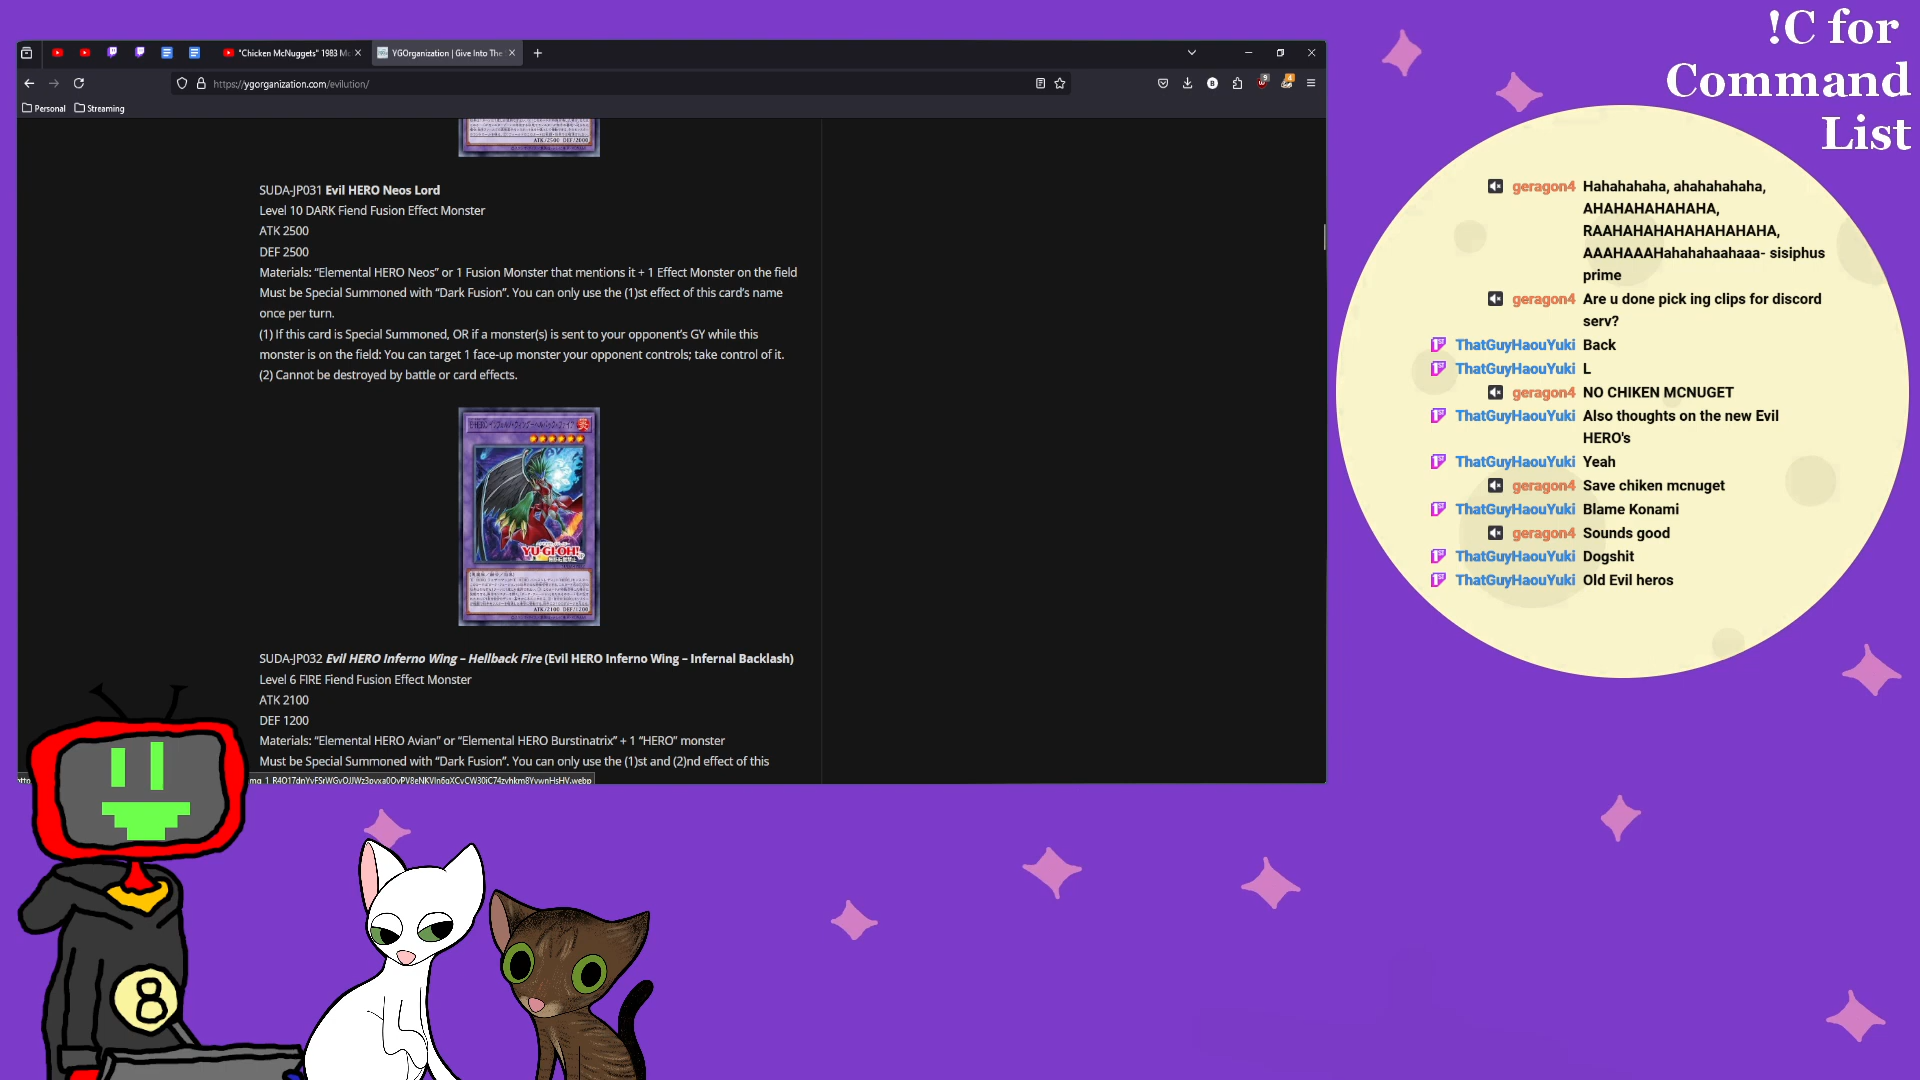 !C for
Command
List
"Chicken McNuggets" 1983 M
YGOrganization | Give Into The
https://ygorganization.com/evilution/
9
4
Personal
Streaming
ATK/2500 DEF/2000
SUDA-JP031 Evil HERO Neos Lord
Level 10 DARK Fiend Fusion Effect Monster
ATK 2500
DEF 2500
Materials: “Elemental HERO Neos” or 1 Fusion Monster that mentions it + 1 Effect Monster on the field
Must be Special Summoned with “Dark Fusion”. You can only use the (1)st effect of this card’s name
once per turn.
(1) If this card is Special Summoned, OR if a monster(s) is sent to your opponent’s GY while this
monster is on the field: You can target 1 face-up monster your opponent controls; take control of it.
(2) Cannot be destroyed by battle or card effects.
YU-GI-OH!
ATK/2100 DEF/1200
SUDA-JP032 Evil HERO Inferno Wing – Hellback Fire (Evil HERO Inferno Wing – Infernal Backlash)
Level 6 FIRE Fiend Fusion Effect Monster
ATK 2100
DEF 1200
Materials: “Elemental HERO Avian” or “Elemental HERO Burstinatrix” + 1 “HERO” monster
Must be Special Summoned with “Dark Fusion”. You can only use the (1)st and (2)nd effect of this
geragon4 Hahahahaha, ahahahahaha,
AHAHAHAHAHAHA,
RAAHAHAHAHAHAHAHAHA,
AAAHAAAHahahahaahaaa- sisiphus
prime
geragon4 Are u done pick ing clips for discord
serv?
ThatGuyHaouYuki Back
ThatGuyHaouYuki L
geragon4 NO CHIKEN MCNUGET
ThatGuyHaouYuki Also thoughts on the new Evil
HERO's
ThatGuyHaouYuki Yeah
geragon4 Save chiken mcnuget
ThatGuyHaouYuki Blame Konami
geragon4 Sounds good
ThatGuyHaouYuki Dogshit
ThatGuyHaouYuki Old Evil heros
8